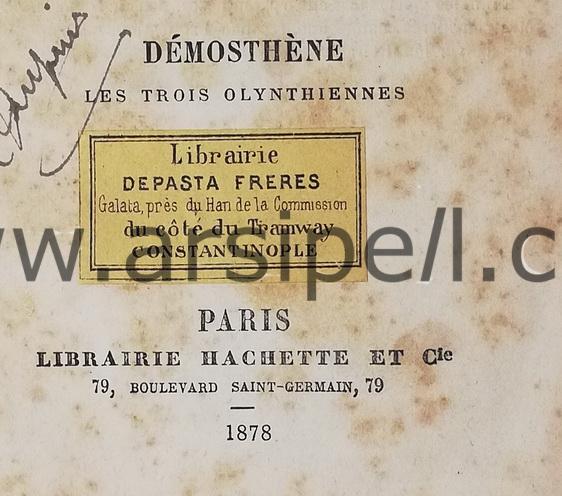 DÉMOSTHÈNE
LES TROIS OLYNTHIENNES
Librairie
DEPASTA FRERES
Galata, près du Han de la Commission
du côté du Tramway
CONSTANTINOPLE
www.arsipe/l.c
PARIS
LIBRAIRIE HACHETTE ET Cie
79, BOULEVARD SAINT-GERMAIN, 79
1878